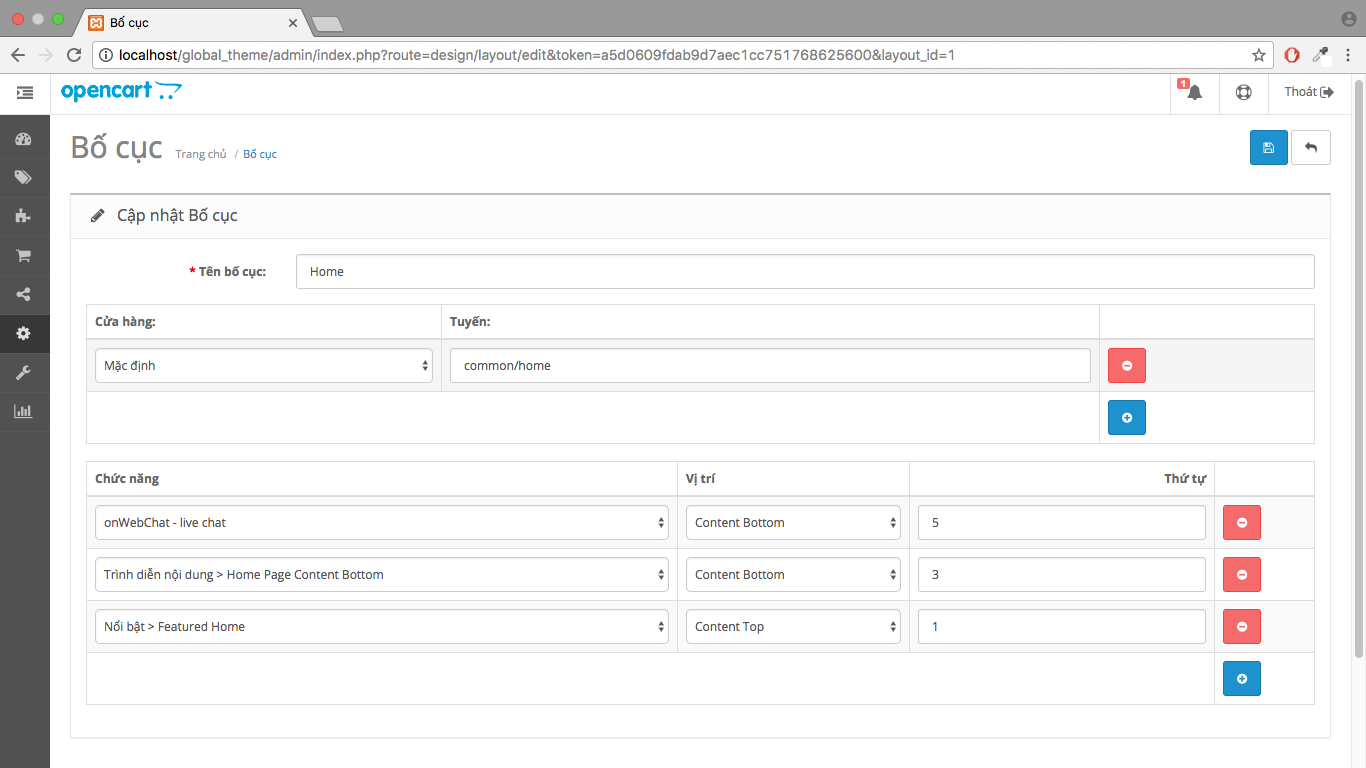 Bố cục
localhost/global_theme/admin/index.php?route=design/layout/edit&token=a5d0609fdab9d7aec1cc751768625600&layout_id=1
opencart
1
Thoát
Bố cục
Trang chủ / Bố cục
Cập nhật Bố cục
* Tên bố cục: Home
Cửa hàng: Tuyến:
Mặc định common/home
Chức năng Vị trí Thứ tự
onWebChat - live chat Content Bottom 5
Trình diễn nội dung > Home Page Content Bottom Content Bottom 3
Nổi bật > Featured Home Content Top 1